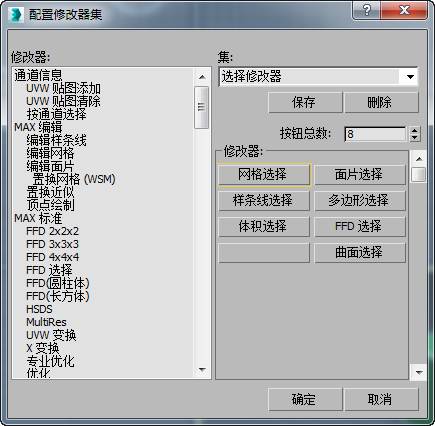 配置修改器集
修改器:
通道信息
UVW 贴图添加
UVW 贴图清除
按通道选择
MAX 编辑
编辑样条线
编辑网格
编辑面片
置换网格 (WSM)
置换近似
顶点绘制
MAX 标准
FFD 2x2x2
FFD 3x3x3
FFD 4x4x4
FFD 选择
FFD(圆柱体)
FFD(长方体)
HSDS
MultiRes
UVW 变换
X 变换
专业优化
优化
集:
选择修改器
保存 删除
按钮总数: 8
修改器:
网格选择 面片选择
样条线选择 多边形选择
体积选择 FFD 选择
曲面选择
确定 取消